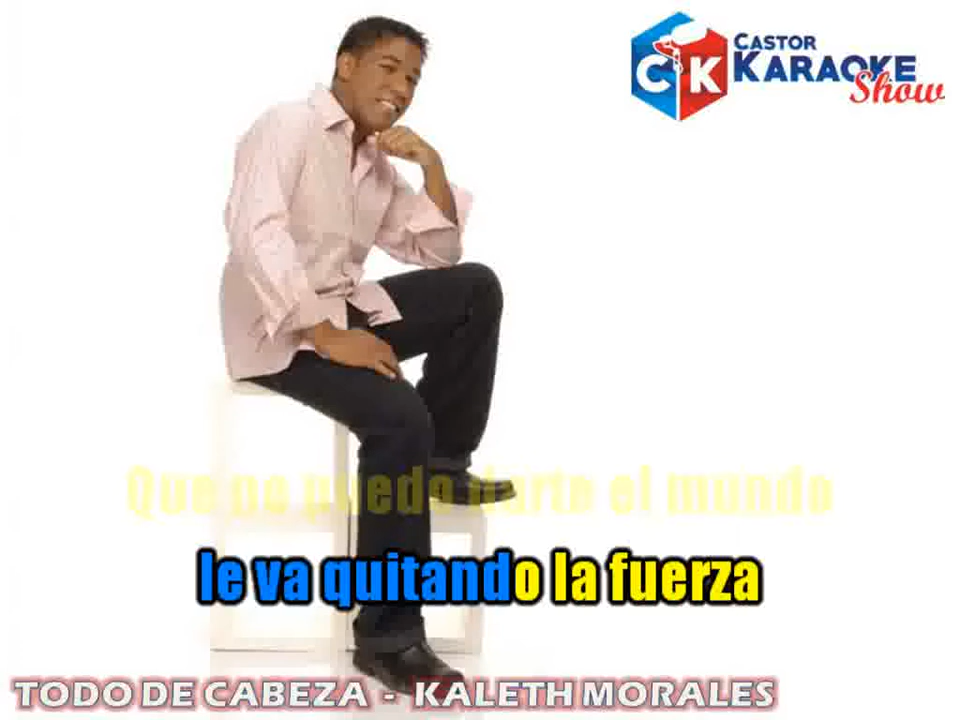 CASTOR
KARAOKE
Show
CK
Que no puedo darte el mundo
le va quitando la fuerza
TODO DE CABEZA - KALETH MORALES